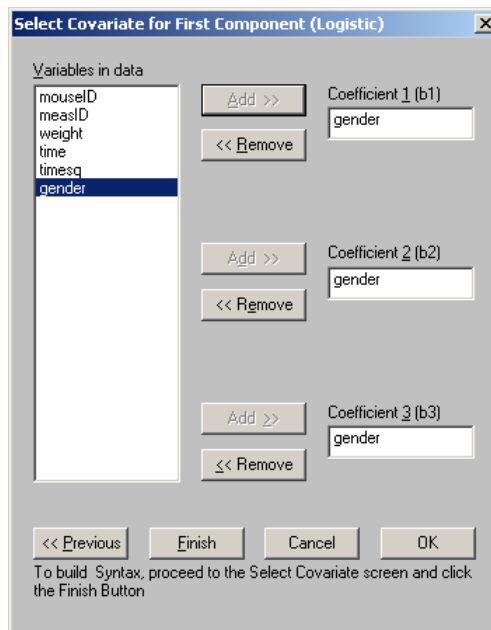 Select Covariate for First Component (Logistic)
Variables in data
mouseID
measID
weight
time
timesq
gender
Add >>
<< Remove
Coefficient 1 (b1)
gender
Add >>
<< Remove
Coefficient 2 (b2)
gender
Add >>
<< Remove
Coefficient 3 (b3)
gender
<< Previous
Finish
Cancel
OK
To build Syntax, proceed to the Select Covariate screen and click
the Finish Button